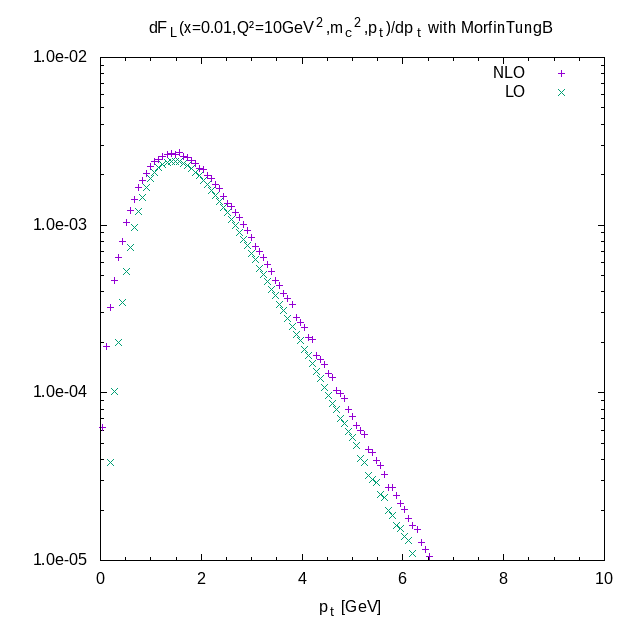 dF_L(x=0.01,Q²=10GeV^2,m_c^2,p_t)/dp_t with MorfinTungB
1.0e-02
NLO
LO
1.0e-03
1.0e-04
1.0e-05
0 2 4 6 8 10
p_t [GeV]